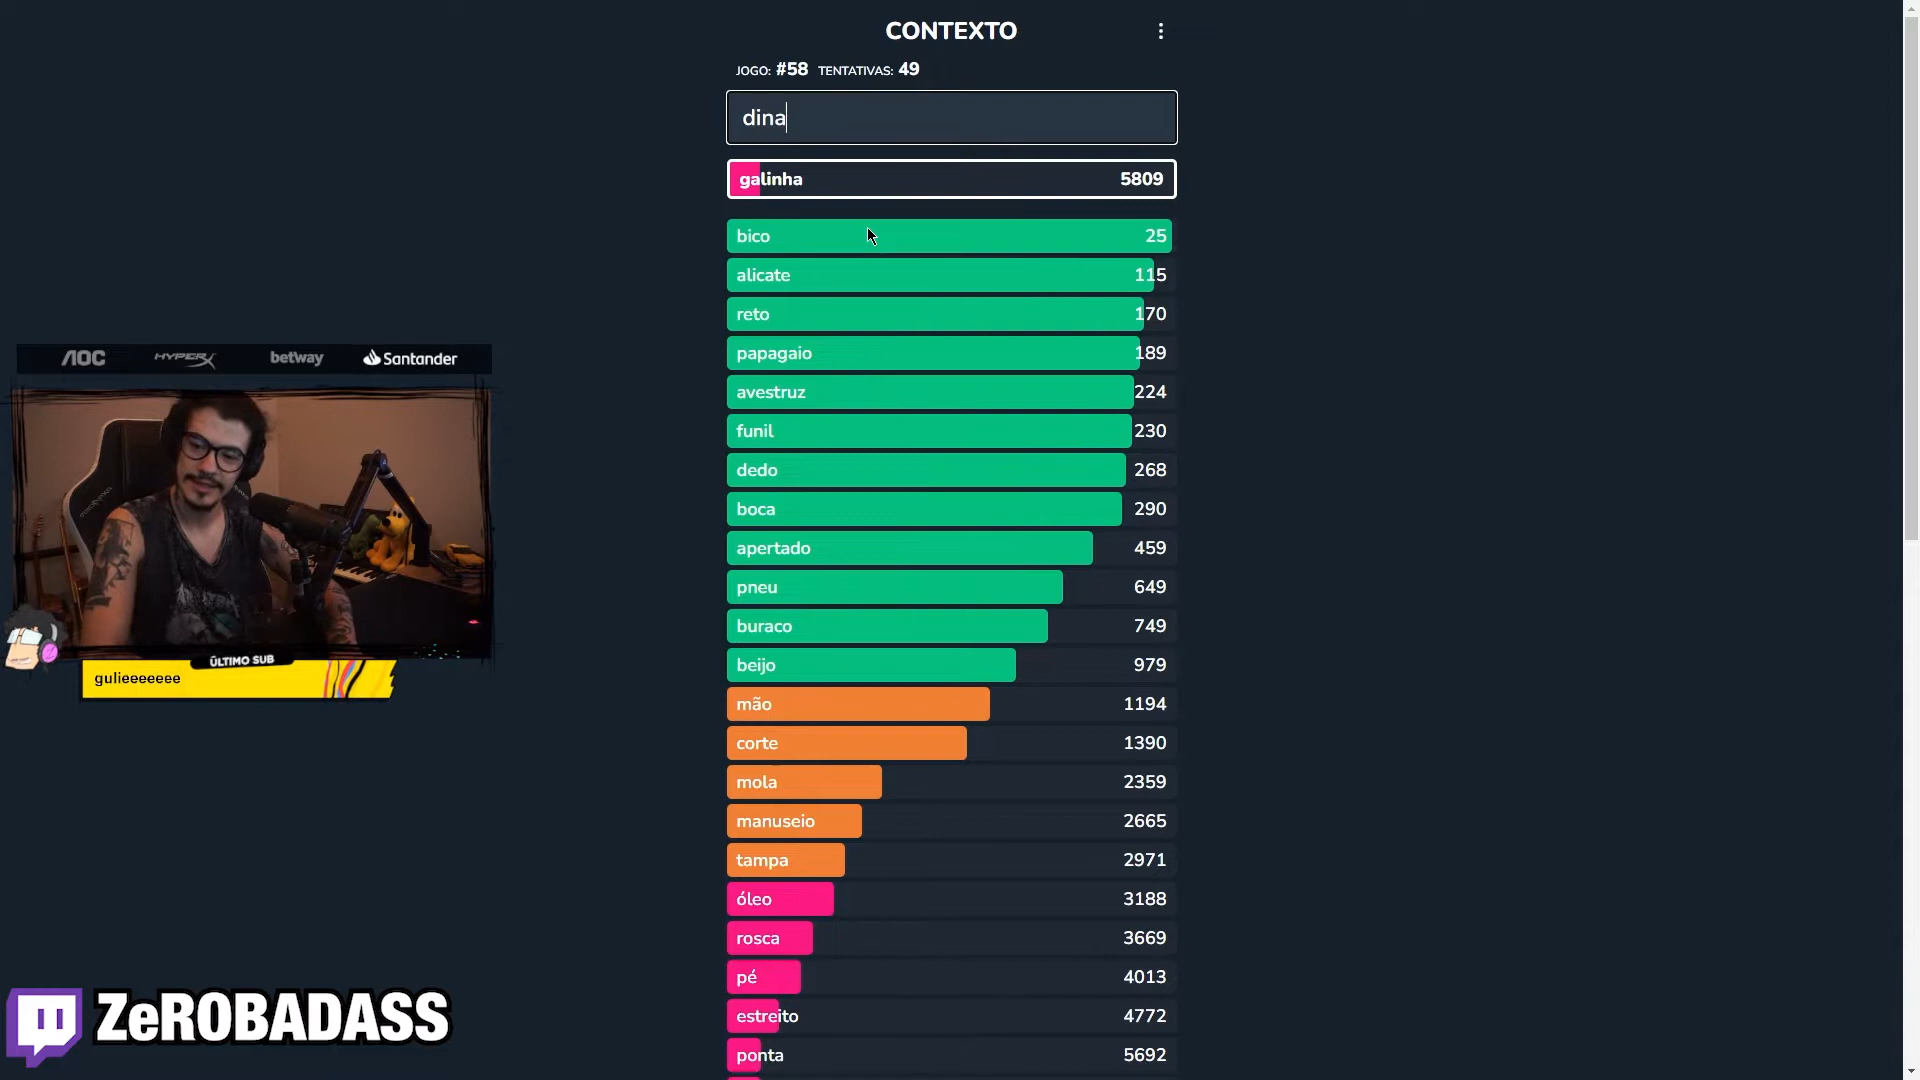 CONTEXTO
JOGO: #58 TENTATIVAS: 49
dina
galinha 5809
bico 25
alicate 115
reto 170
papagaio 189
avestruz 224
funil 230
dedo 268
boca 290
apertado 459
pneu 649
buraco 749
beijo 979
mão 1194
corte 1390
mola 2359
manuseio 2665
tampa 2971
óleo 3188
rosca 3669
pé 4013
estreito 4772
ponta 5692
AOC HYPERX betway Santander
ÚLTIMO SUB
gulieeeeeee
ZeROBADASS